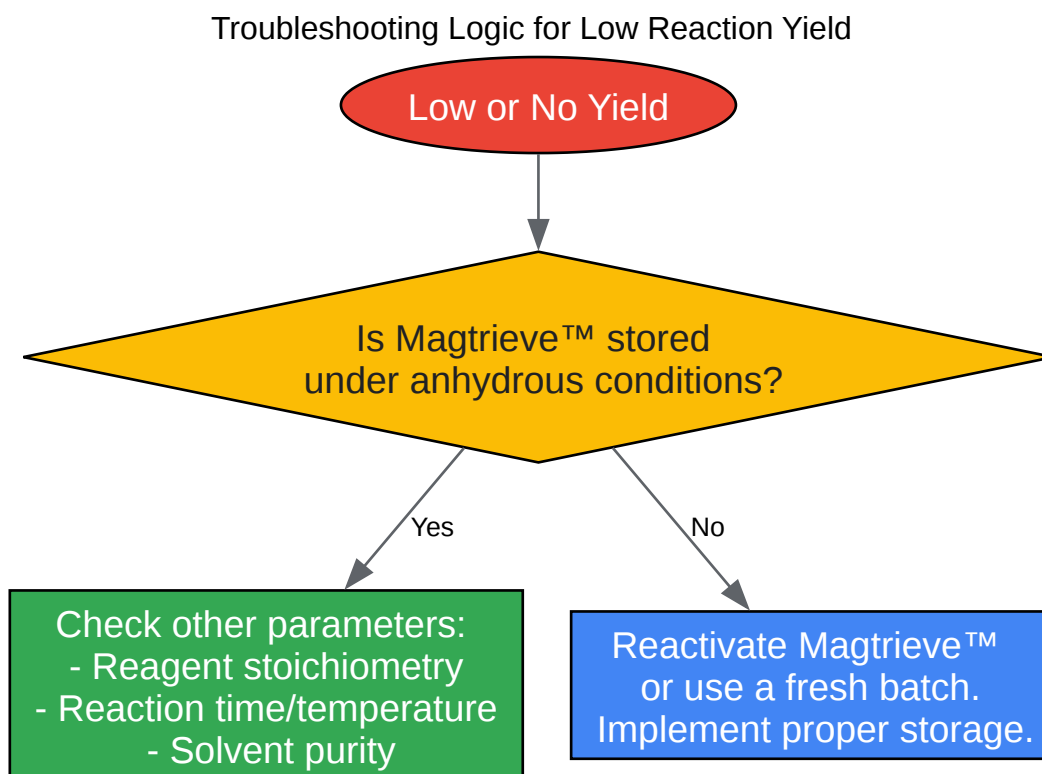 Troubleshooting Logic for Low Reaction Yield
Low or No Yield
Is Magtrieve™ stored
under anhydrous conditions?
Yes
No
Check other parameters:
- Reagent stoichiometry
- Reaction time/temperature
- Solvent purity
Reactivate Magtrieve™
or use a fresh batch.
Implement proper storage.